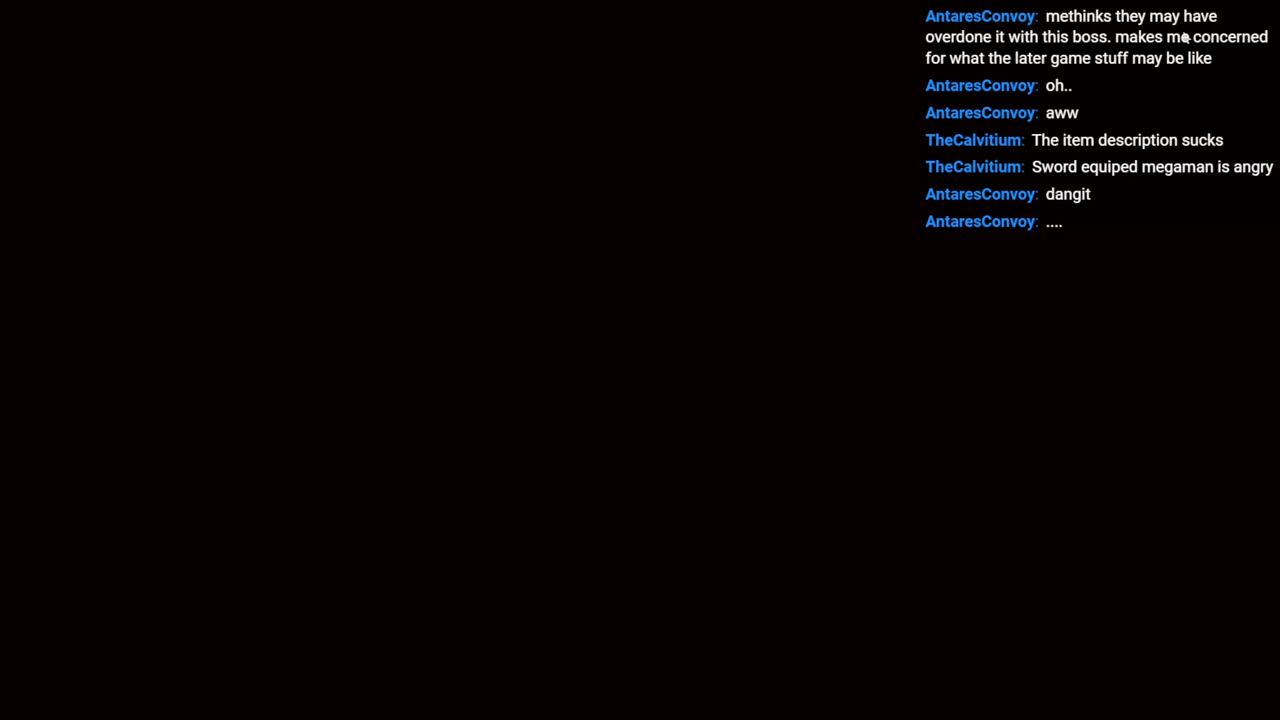 AntaresConvoy: methinks they may have
overdone it with this boss. makes me concerned
for what the later game stuff may be like
AntaresConvoy: oh..
AntaresConvoy: aww
TheCalvitium: The item description sucks
TheCalvitium: Sword equiped megaman is angry
AntaresConvoy: dangit
AntaresConvoy: ....